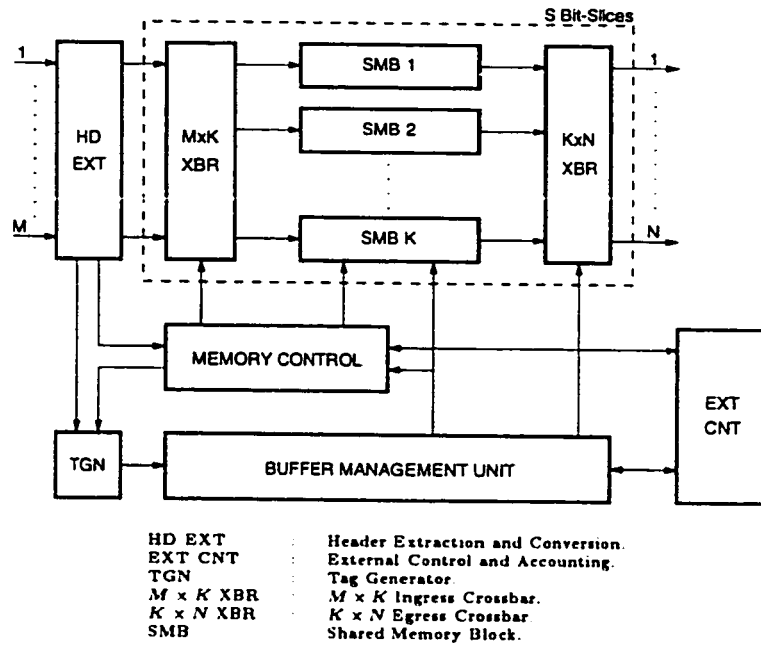 S Bit-Slices
1
SMB 1
1
HD
EXT
MxK
XBR
SMB 2
KxN
XBR
M
SMB K
N
MEMORY CONTROL
EXT
CNT
TGN
BUFFER MANAGEMENT UNIT
HD EXT : Header Extraction and Conversion.
EXT CNT : External Control and Accounting.
TGN : Tag Generator
M × K XBR : M × K Ingress Crossbar.
K × N XBR : K × N Egress Crossbar
SMB : Shared Memory Block.